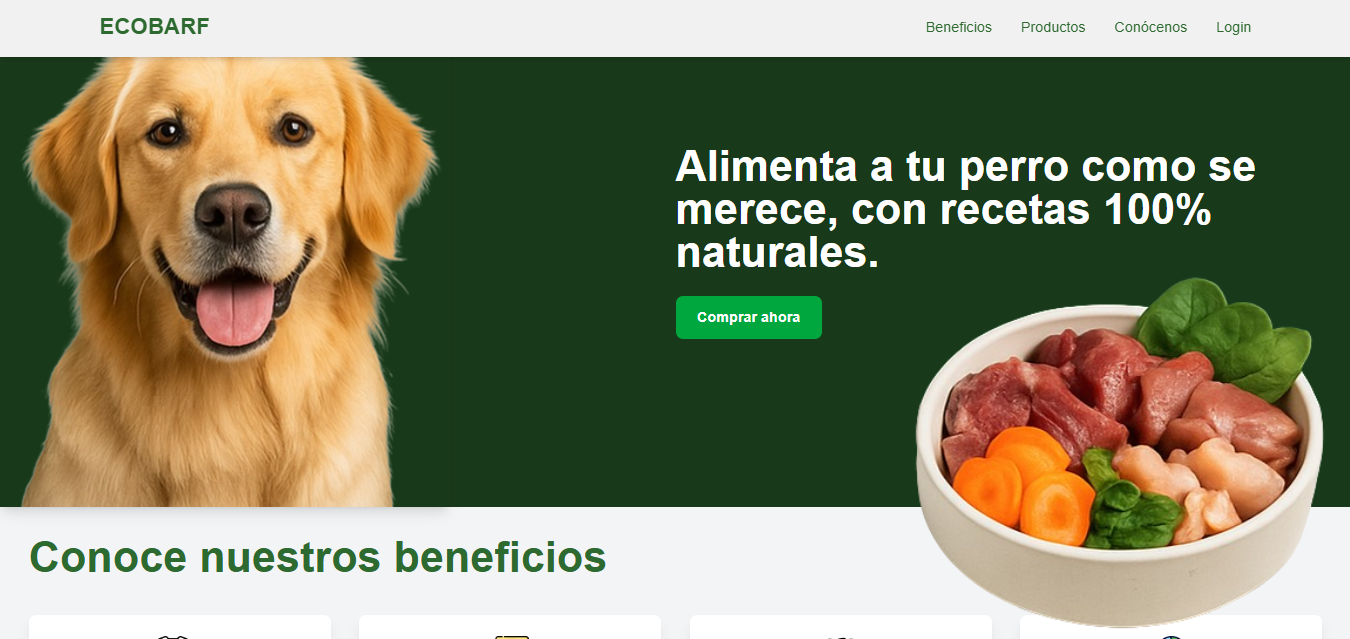 ECOBARF
Beneficios
Productos
Conócenos
Login
Alimenta a tu perro como se
merece, con recetas 100%
naturales.
Comprar ahora
Conoce nuestros beneficios